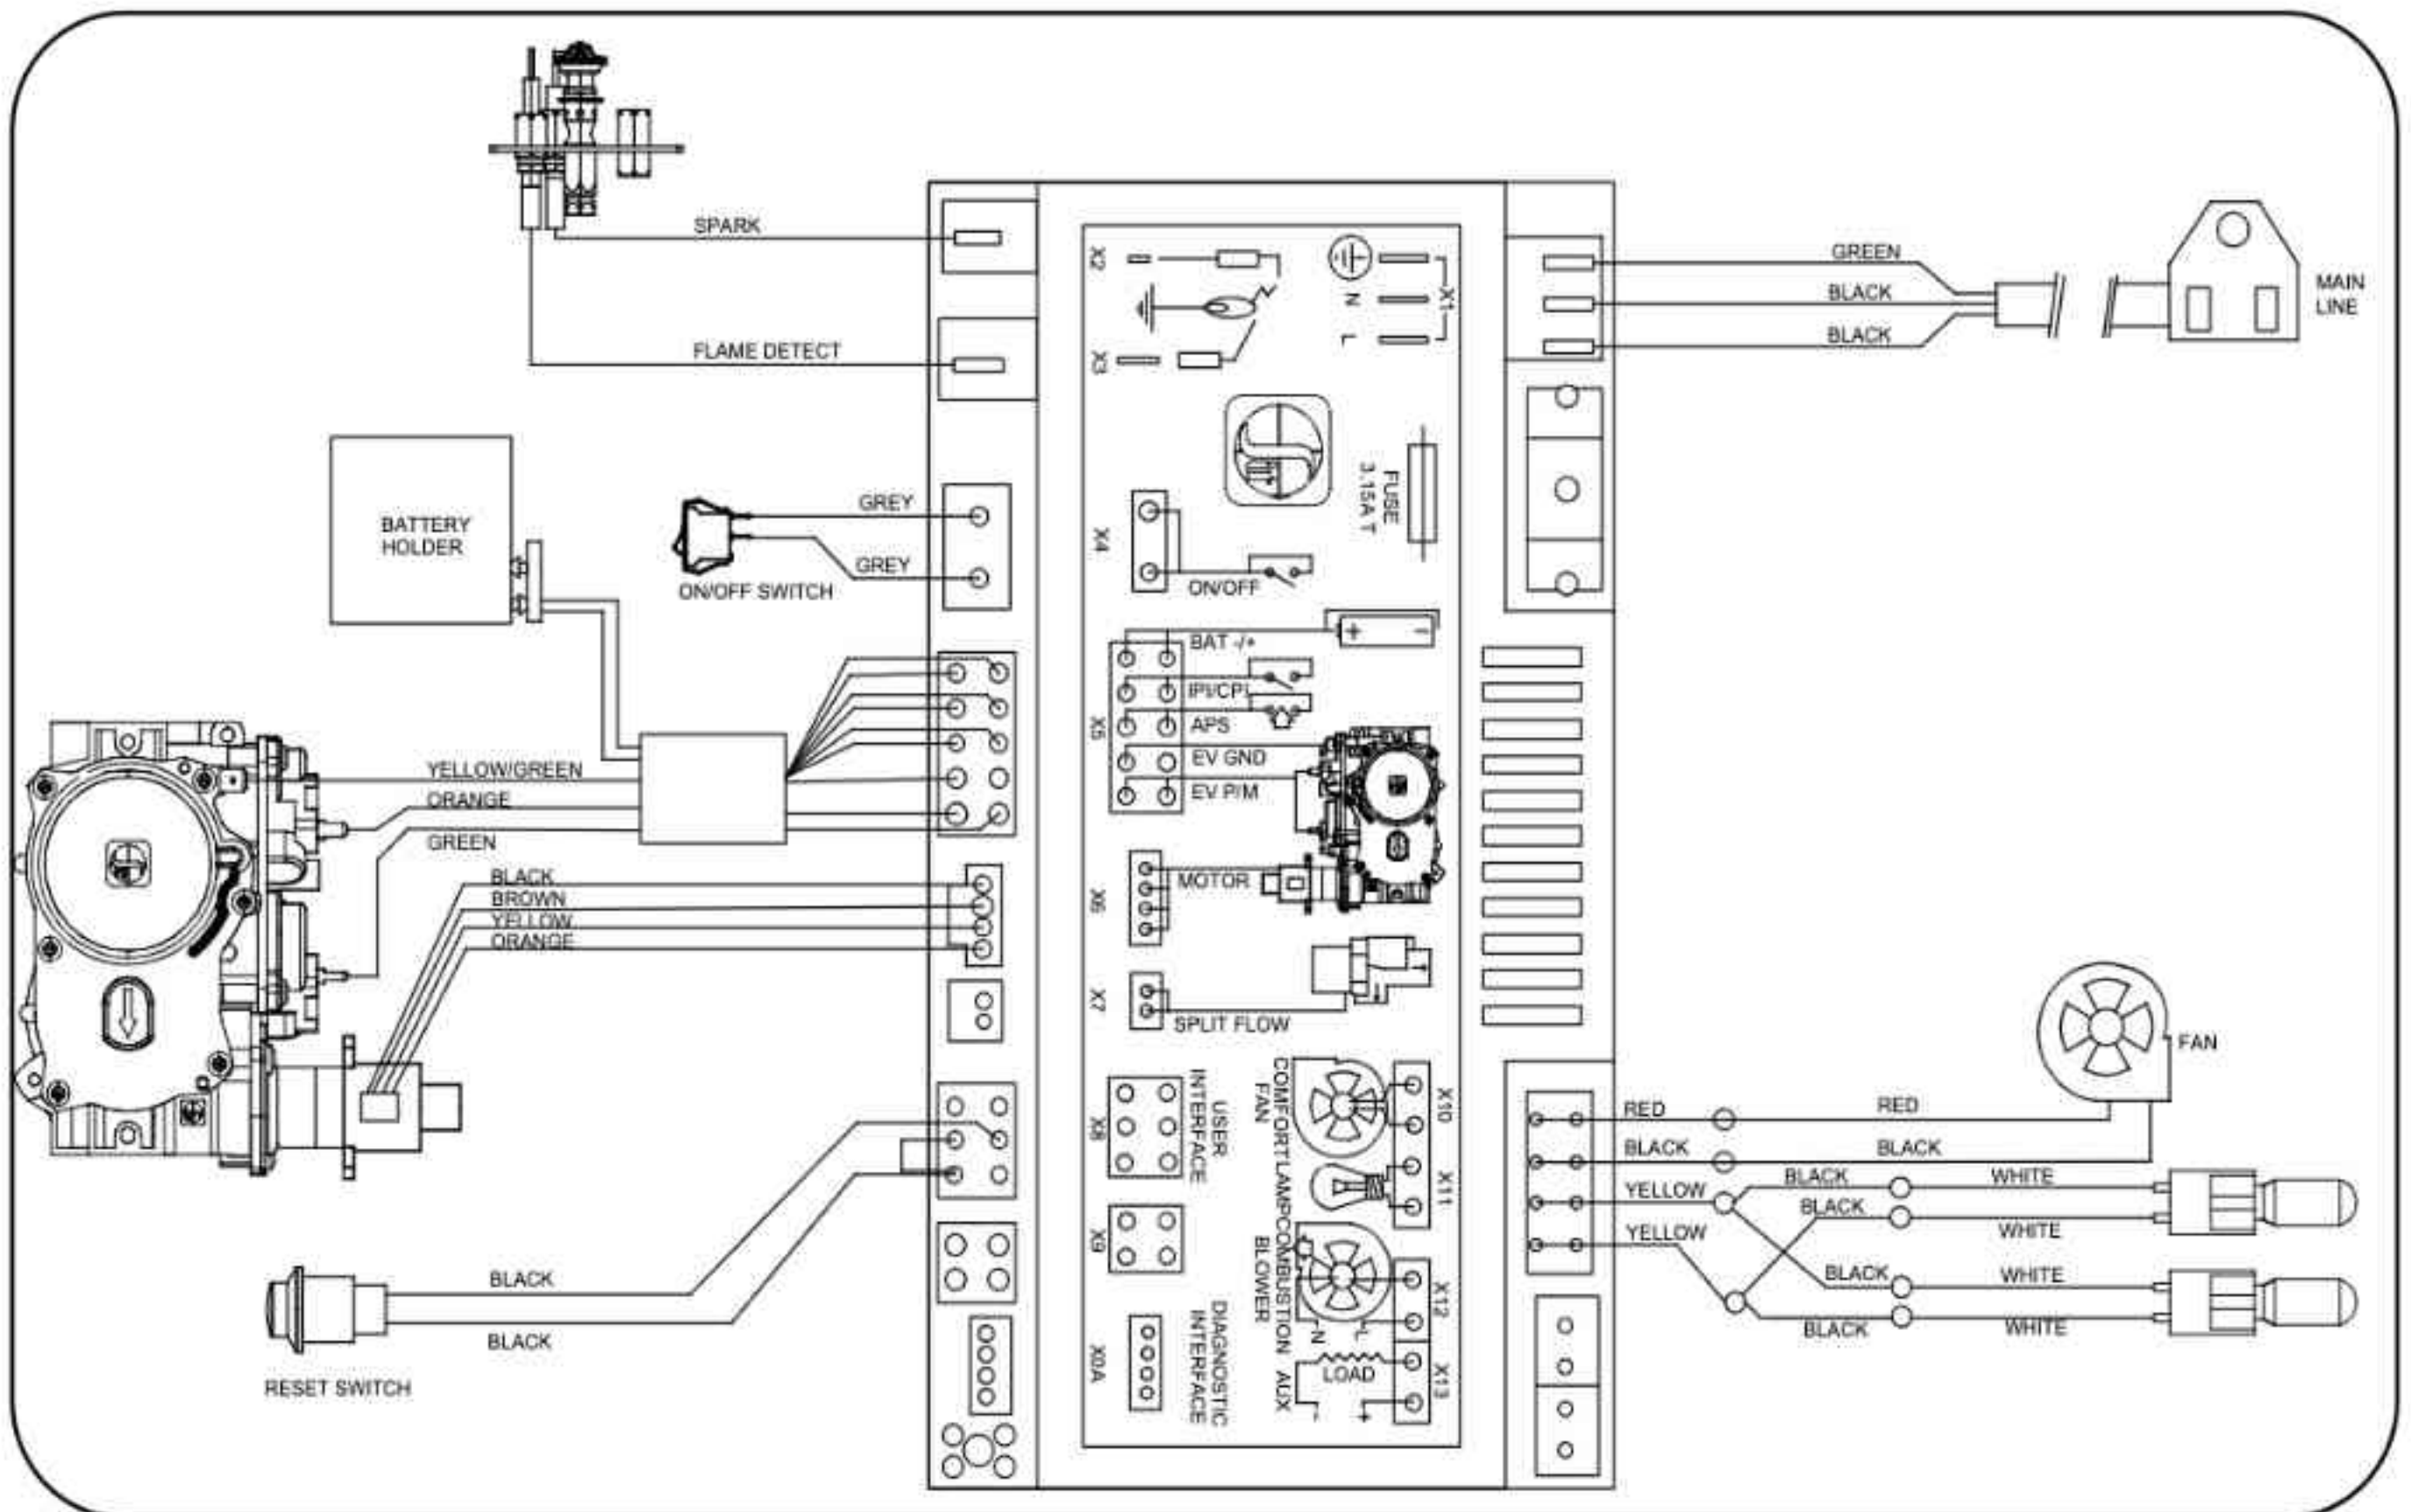 SPARK
FLAME DETECT
BATTERY
HOLDER
GREY
GREY
ON/OFF SWITCH
YELLOW/GREEN
ORANGE
GREEN
BLACK
BROWN
YELLOW
ORANGE
BLACK
BLACK
RESET SWITCH
X2
X3
N
L
X1
FUSE
3.15A T
X4
ON/OFF
BAT -/+
+ -
IPI/CPI
APS
EV GND
EV P/M
X5
MOTOR
X6
X7
SPLIT FLOW
USER
INTERFACE
X8
X9
DIAGNOSTIC
INTERFACE
X0A
COMFORT
FAN
LAMP
COMBUSTION
BLOWER
AUX
X10
X11
X12
N
L
LOAD
X13
- +
GREEN
BLACK
BLACK
MAIN
LINE
FAN
RED
RED
BLACK
BLACK
YELLOW
BLACK
WHITE
BLACK
WHITE
YELLOW
BLACK
WHITE
BLACK
WHITE